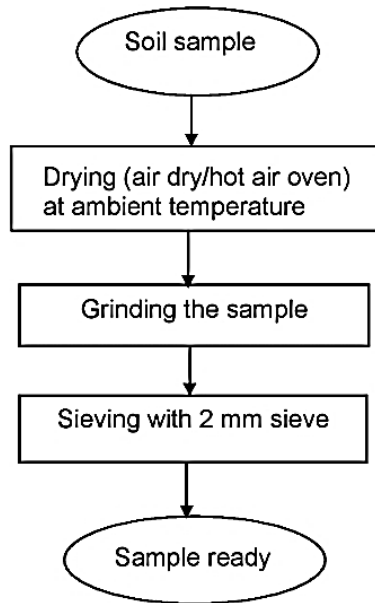 Soil sample
Drying (air dry/hot air oven)
at ambient temperature
Grinding the sample
Sieving with 2 mm sieve
Sample ready